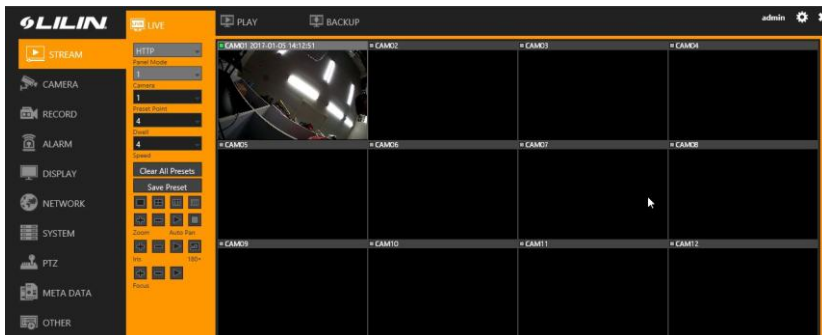 LILIN
LIVE
PLAY
BACKUP
admin
STREAM
CAMERA
RECORD
ALARM
DISPLAY
NETWORK
SYSTEM
PTZ
META DATA
OTHER
HTTP
Panel Mode
1
Camera
1
Preset Point
4
Dwell
4
Speed
Clear All Presets
Save Preset
Zoom Auto Pan
Iris 180°
Focus
CAM01 2017-01-05 14:12:51
CAM02
CAM03
CAM04
CAM05
CAM06
CAM07
CAM08
CAM09
CAM10
CAM11
CAM12